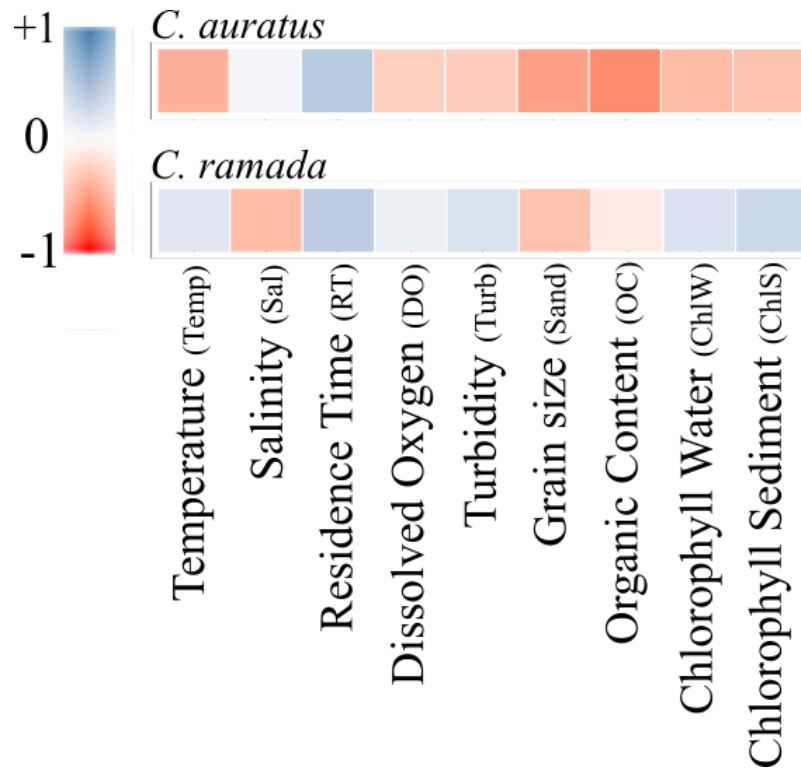 +1
0
-1
C. auratus
C. ramada
Temperature (Temp)
Salinity (Sal)
Residence Time (RT)
Dissolved Oxygen (DO)
Turbidity (Turb)
Grain size (Sand)
Organic Content (OC)
Chlorophyll Water (ChlW)
Chlorophyll Sediment (ChlS)